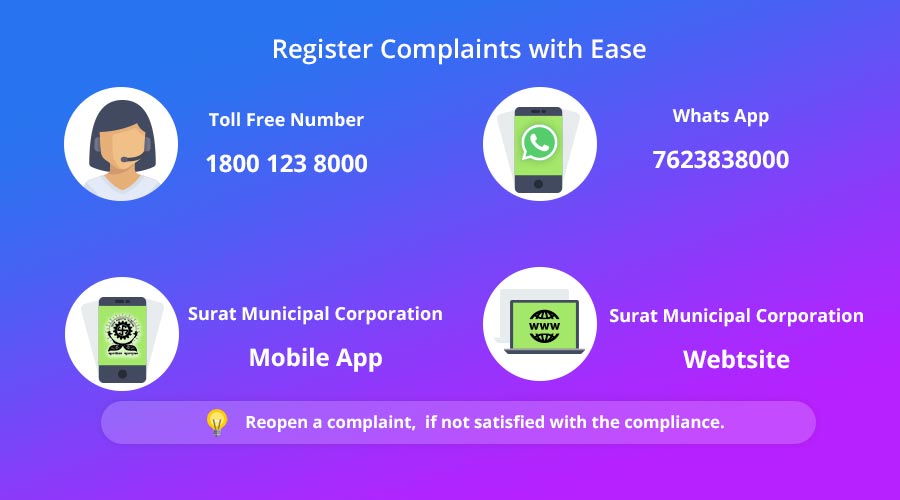 Register Complaints with Ease
Toll Free Number
1800 123 8000
Whats App
7623838000
Surat Municipal Corporation
Mobile App
Surat Municipal Corporation
WWW
Webtsite
Reopen a complaint, if not satisfied with the compliance.